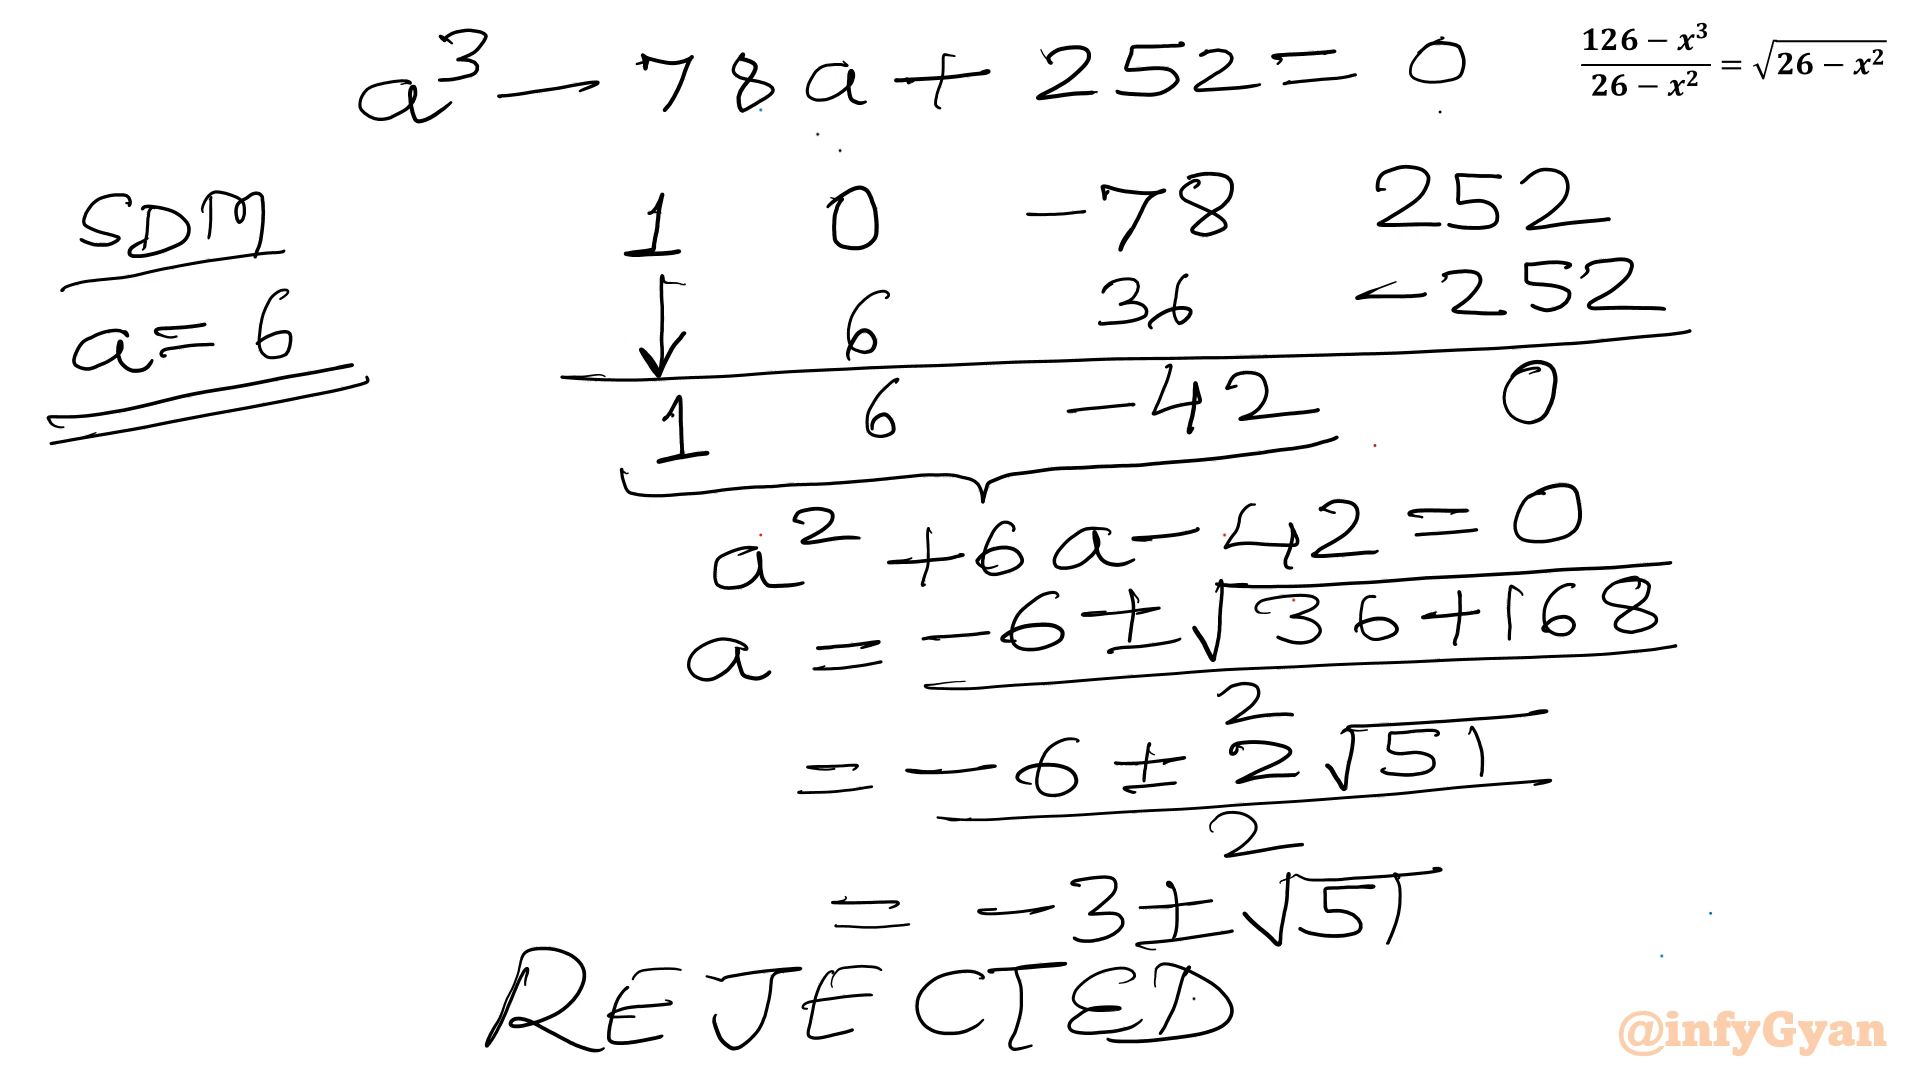 a³ − 78a + 252 = 0
(126 − x³)/(26 − x²) = √(26 − x²)
SDM
a = 6
1 0 −78 252
↓ 6 36 −252
1 6 −42 0
a² + 6a − 42 = 0
a = (−6 ± √(36 + 168))/2
= (−6 ± 2√51)/2
= −3 ± √51
REJECTED
@infyGyan